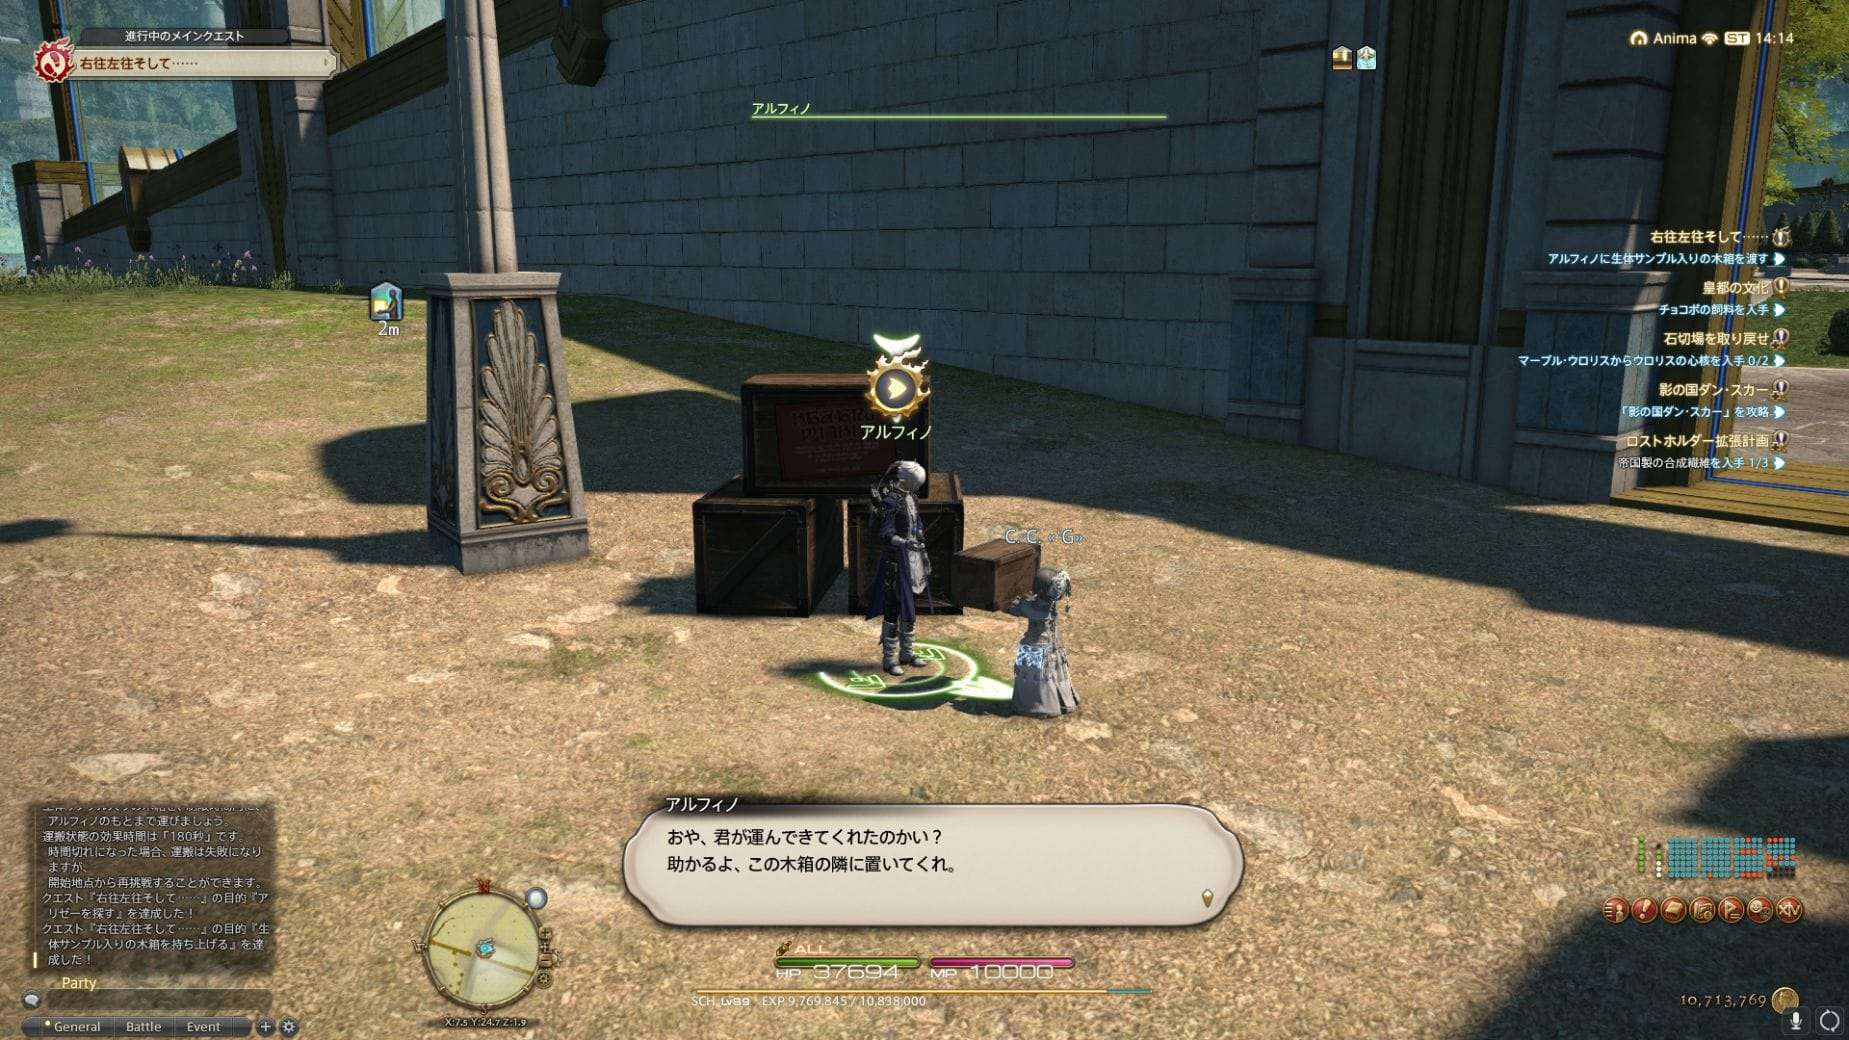 進行中のメインクエスト
右往左往そして……
Anima ST 14:14
アルフィノ
右往左往そして……
アルフィノに生体サンプル入りの木箱を渡す
皇都の文化
チョコボの飼料を入手
石切場を取り戻せ
マーブル・ウロリスからウロリスの心核を入手 0/2
影の国ダン・スカー
「影の国ダン・スカー」を攻略
ロストホルダー拡張計画
帝国製の合成繊維を入手 1/3
2m
アルフィノ
C. C. «G»
アルフィノ
おや、君が運んできてくれたのかい？
助かるよ、この木箱の隣に置いてくれ。
アルフィノのもとまで運びましょう。
運搬状態の効果時間は「180秒」です。
時間切れになった場合、運搬は失敗になり
ますが、
開始地点から再挑戦することができます。
クエスト『右往左往そして……』の目的『ア
リゼーを探す』を達成した！
クエスト『右往左往そして……』の目的『生
体サンプル入りの木箱を持ち上げる』を達
成した！
Party
General Battle Event
N
X:7.5 Y:24.7 Z:1.9
ALL
HP 37694 MP 10000
SCH Lv89 EXP 9,769,845 / 10,838,000
XIV
10,713,769